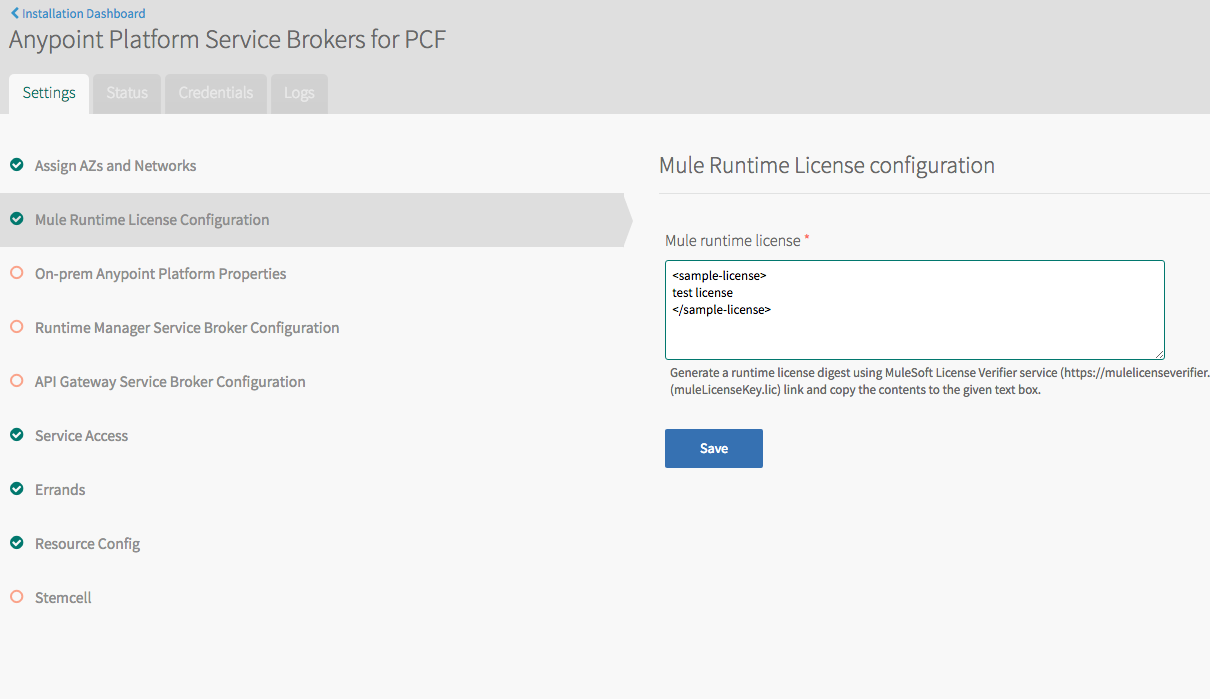 Installation Dashboard
Anypoint Platform Service Brokers for PCF
Settings
Status
Credentials
Logs
Assign AZs and Networks
Mule Runtime License Configuration
On-prem Anypoint Platform Properties
Runtime Manager Service Broker Configuration
API Gateway Service Broker Configuration
Service Access
Errands
Resource Config
Stemcell
Mule Runtime License configuration
Mule runtime license *
<sample-license>
test license
</sample-license>
Generate a runtime license digest using MuleSoft License Verifier service (https://mulelicenseverifier.
(muleLicenseKey.lic) link and copy the contents to the given text box.
Save